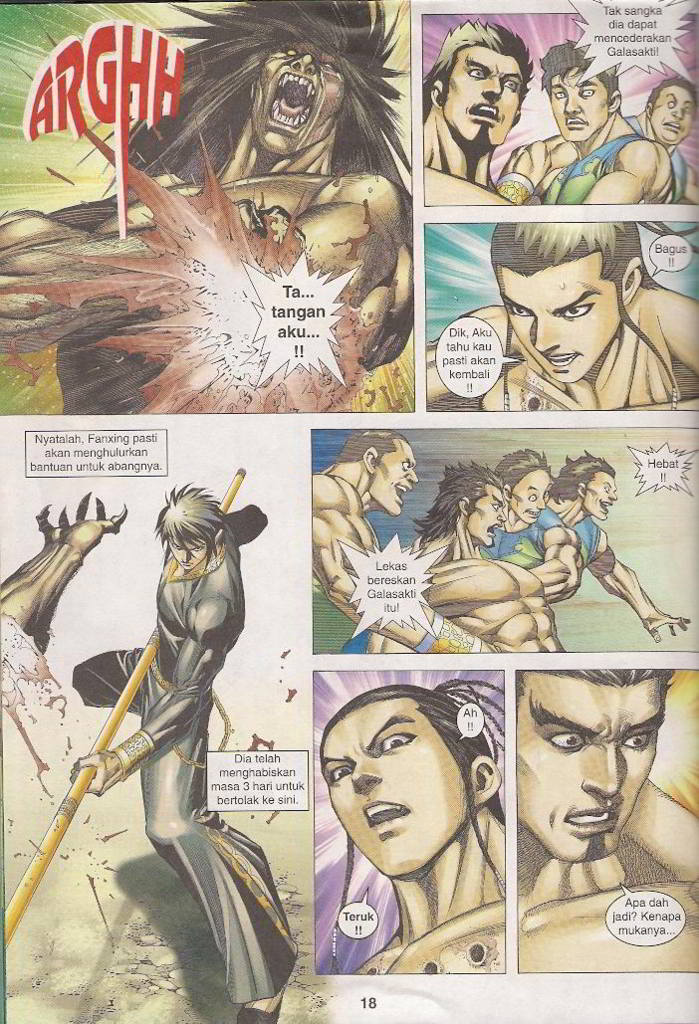 ARGHH
Ta...
tangan
aku...
!!
Tak sangka
dia dapat
mencederakan
Galasakti!
Bagus
!!
Dik, Aku
tahu kau
pasti akan
kembali
!!
Nyatalah, Fanxing pasti
akan menghulurkan
bantuan untuk abangnya.
Dia telah
menghabiskan
masa 3 hari untuk
bertolak ke sini.
Hebat
!!
Lekas
bereskan
Galasakti
itu!
Ah
!!
Teruk
!!
Apa dah
jadi? Kenapa
mukanya...
18